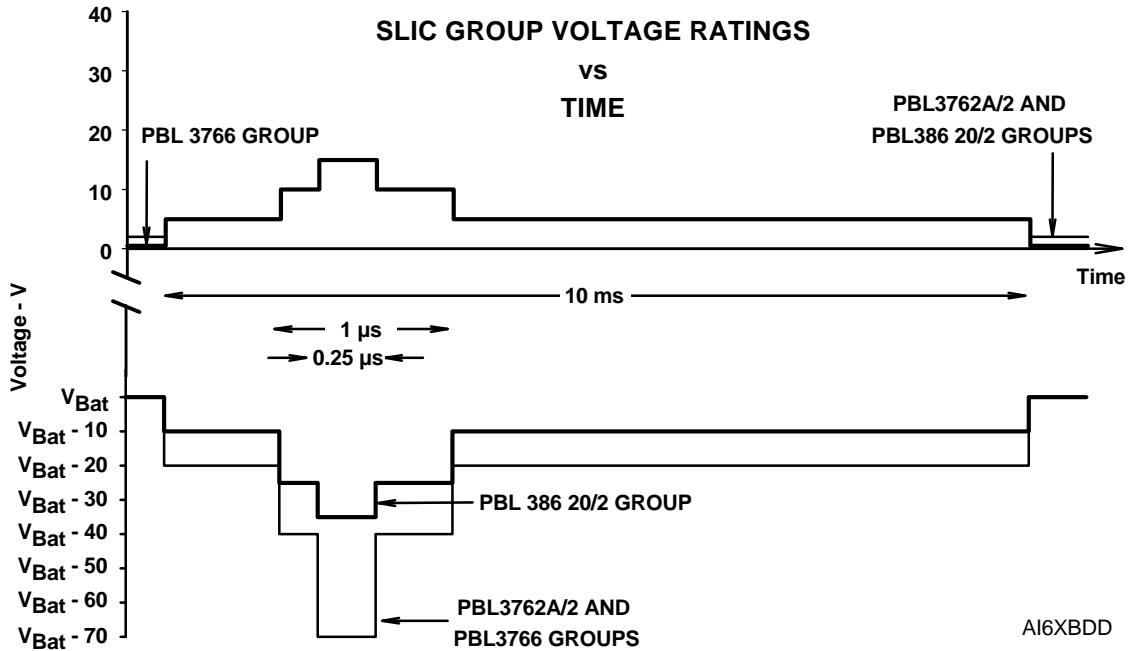 SLIC GROUP VOLTAGE RATINGS
vs
TIME
40
30
20
10
0
PBL 3766 GROUP
PBL3762A/2 AND
PBL386 20/2 GROUPS
Time
10 ms
1 µs
0.25 µs
Voltage - V
VBat
VBat - 10
VBat - 20
VBat - 30
VBat - 40
VBat - 50
VBat - 60
VBat - 70
PBL 386 20/2 GROUP
PBL3762A/2 AND
PBL3766 GROUPS
AI6XBDD